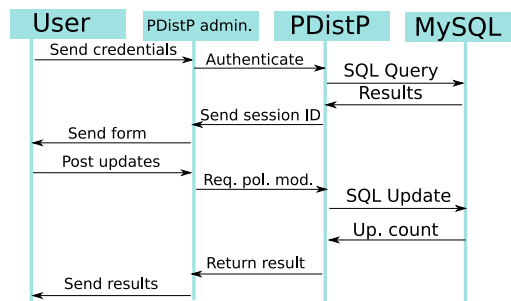 User
PDistP admin.
PDistP
MySQL
Send credentials
Authenticate
SQL Query
Results
Send session ID
Send form
Post updates
Req. pol. mod.
SQL Update
Up. count
Return result
Send results